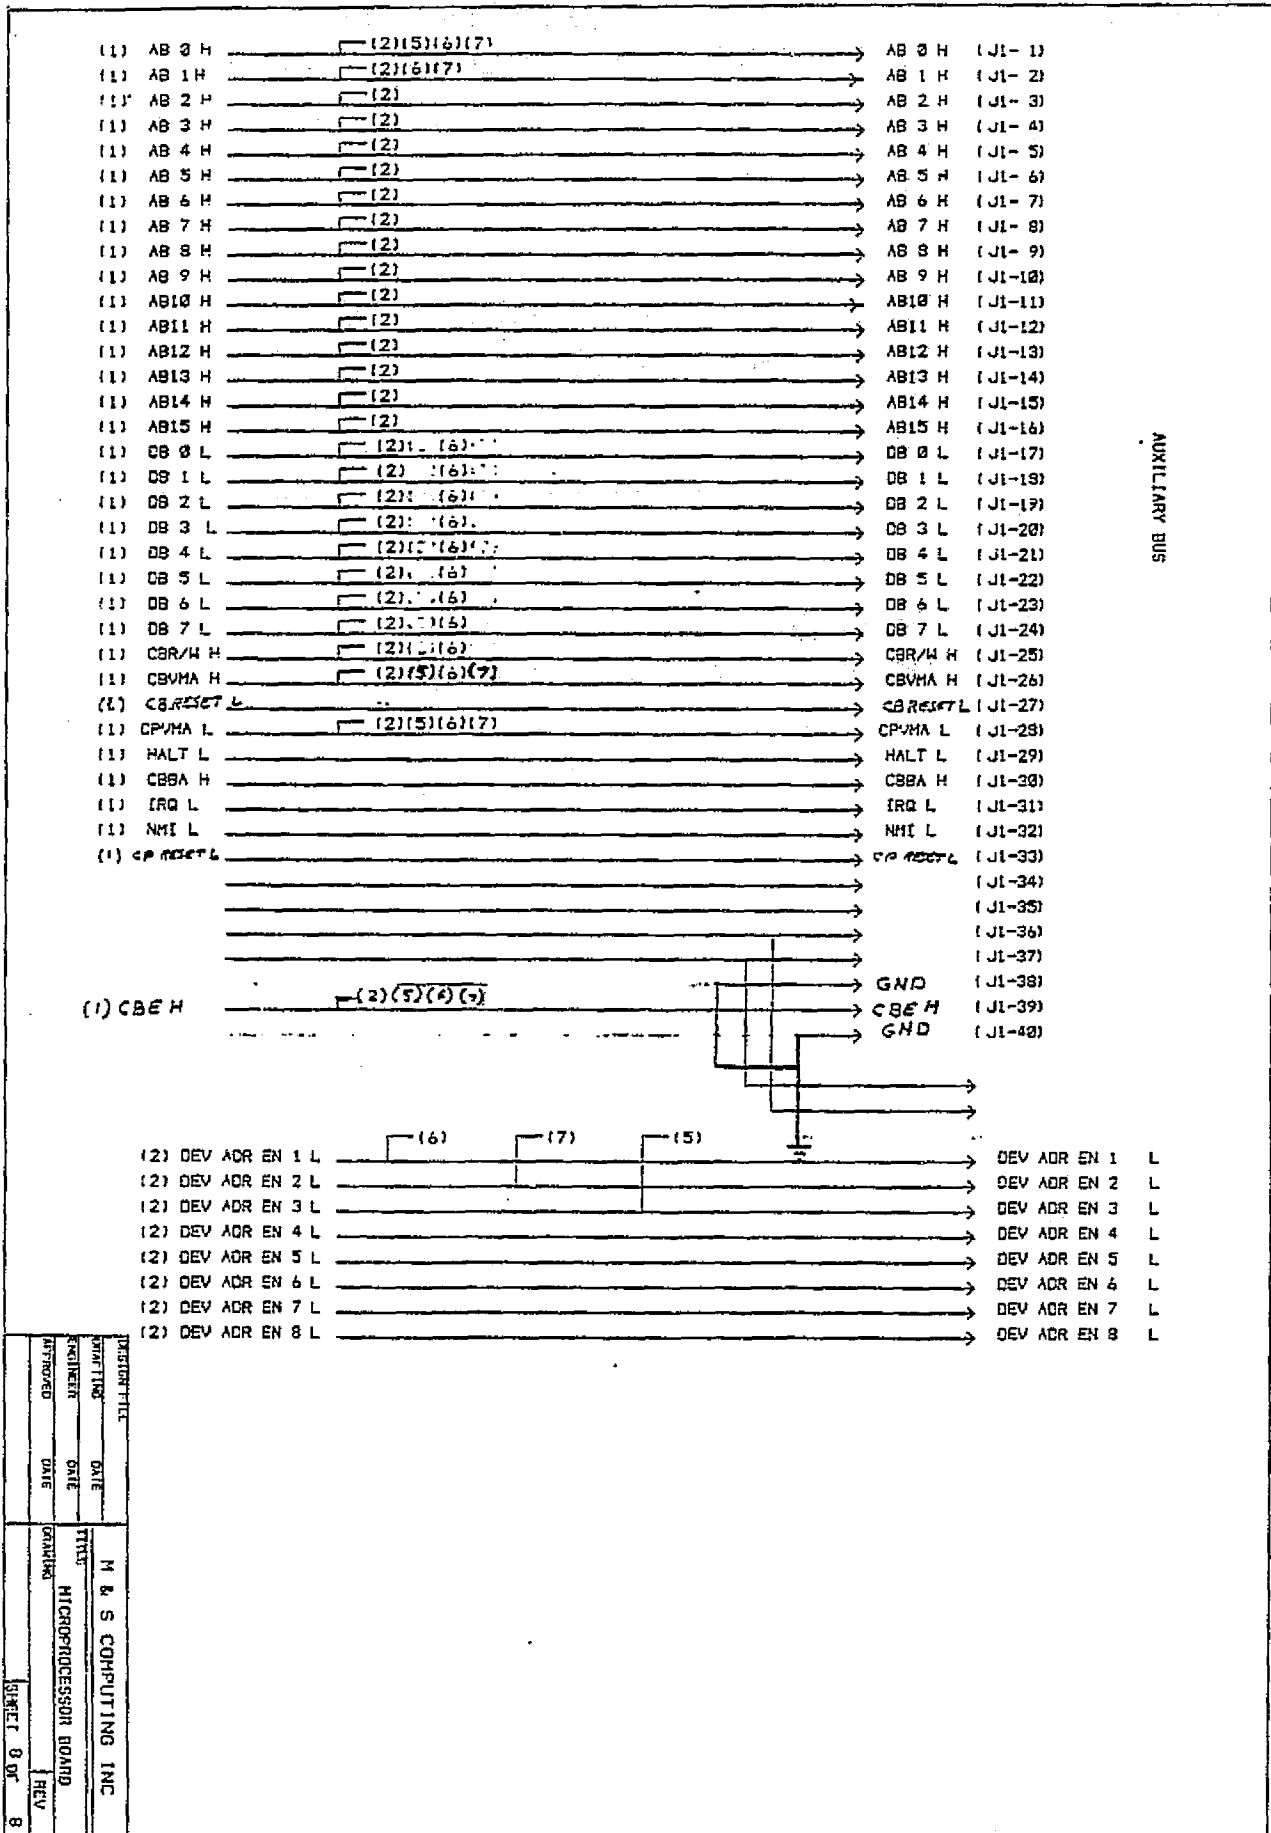 (1) AB 0 H (2)(5)(6)(7) AB 0 H (J1- 1)
(1) AB 1 H (2)(6)(7) AB 1 H (J1- 2)
(1) AB 2 H (2) AB 2 H (J1- 3)
(1) AB 3 H (2) AB 3 H (J1- 4)
(1) AB 4 H (2) AB 4 H (J1- 5)
(1) AB 5 H (2) AB 5 H (J1- 6)
(1) AB 6 H (2) AB 6 H (J1- 7)
(1) AB 7 H (2) AB 7 H (J1- 8)
(1) AB 8 H (2) AB 8 H (J1- 9)
(1) AB 9 H (2) AB 9 H (J1-10)
(1) AB10 H (2) AB10 H (J1-11)
(1) AB11 H (2) AB11 H (J1-12)
(1) AB12 H (2) AB12 H (J1-13)
(1) AB13 H (2) AB13 H (J1-14)
(1) AB14 H (2) AB14 H (J1-15)
(1) AB15 H (2) AB15 H (J1-16)
(1) DB 0 L (2) (6) DB 0 L (J1-17)
(1) DB 1 L (2) (6) DB 1 L (J1-18)
(1) DB 2 L (2) (6) DB 2 L (J1-19)
(1) DB 3 L (2) (6) DB 3 L (J1-20)
(1) DB 4 L (2) (6) DB 4 L (J1-21)
(1) DB 5 L (2) (6) DB 5 L (J1-22)
(1) DB 6 L (2) (6) DB 6 L (J1-23)
(1) DB 7 L (2) (6) DB 7 L (J1-24)
(1) CBR/W H (2) (6) CBR/W H (J1-25)
(1) CBVMA H (2)(5)(6)(7) CBVMA H (J1-26)
(1) CB RESET L CB RESET L (J1-27)
(1) CPVMA L (2)(5)(6)(7) CPVMA L (J1-28)
(1) HALT L HALT L (J1-29)
(1) CBBA H CBBA H (J1-30)
(1) IRQ L IRQ L (J1-31)
(1) NMI L NMI L (J1-32)
(1) CP RESET L CP RESET L (J1-33)
(J1-34)
(J1-35)
(J1-36)
(J1-37)
GND (J1-38)
(1) CBE H (2)(5)(6)(7) CBE H (J1-39)
GND (J1-40)
AUXILIARY BUS
(6) (7) (5)
(2) DEV ADR EN 1 L DEV ADR EN 1 L
(2) DEV ADR EN 2 L DEV ADR EN 2 L
(2) DEV ADR EN 3 L DEV ADR EN 3 L
(2) DEV ADR EN 4 L DEV ADR EN 4 L
(2) DEV ADR EN 5 L DEV ADR EN 5 L
(2) DEV ADR EN 6 L DEV ADR EN 6 L
(2) DEV ADR EN 7 L DEV ADR EN 7 L
(2) DEV ADR EN 8 L DEV ADR EN 8 L
DESIGN FILE
DRAFTING DATE
ENGINEER DATE
APPROVED DATE
M & S COMPUTING INC
TITLE
MICROPROCESSOR BOARD
DRAWING REV
SHEET 8 OF 8